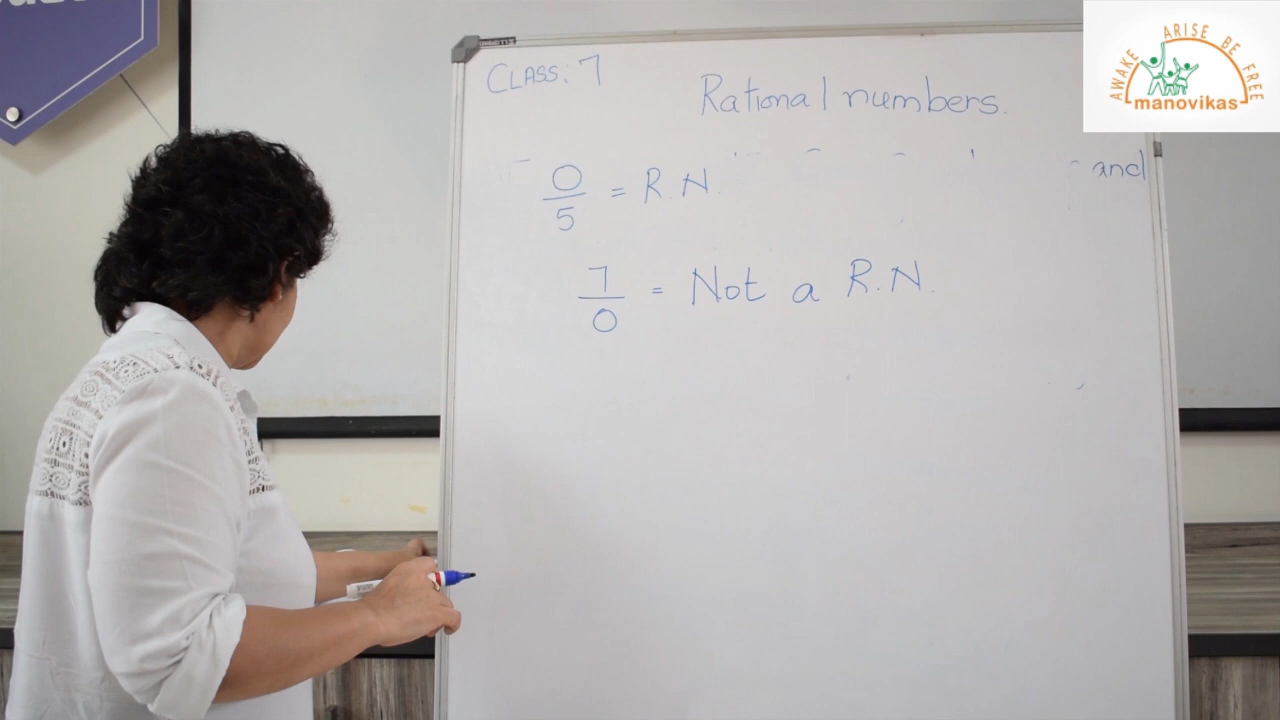 CLASS: 7
Rational numbers.
and
0/5 = R.N.
7/0 = Not a R.N.
AWAKE ARISE BE FREE
manovikas